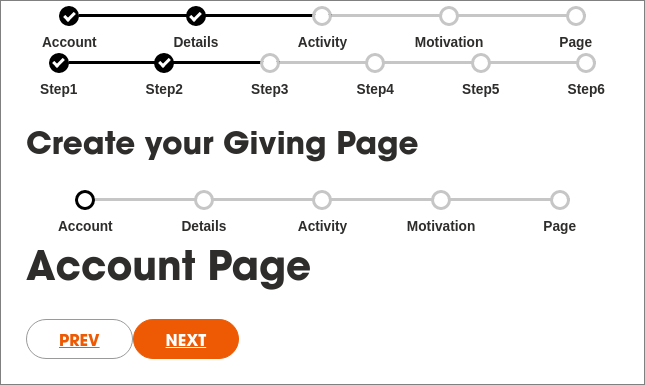 Account Details Activity Motivation Page
Step1 Step2 Step3 Step4 Step5 Step6
Create your Giving Page
Account Details Activity Motivation Page
Account Page
PREV NEXT